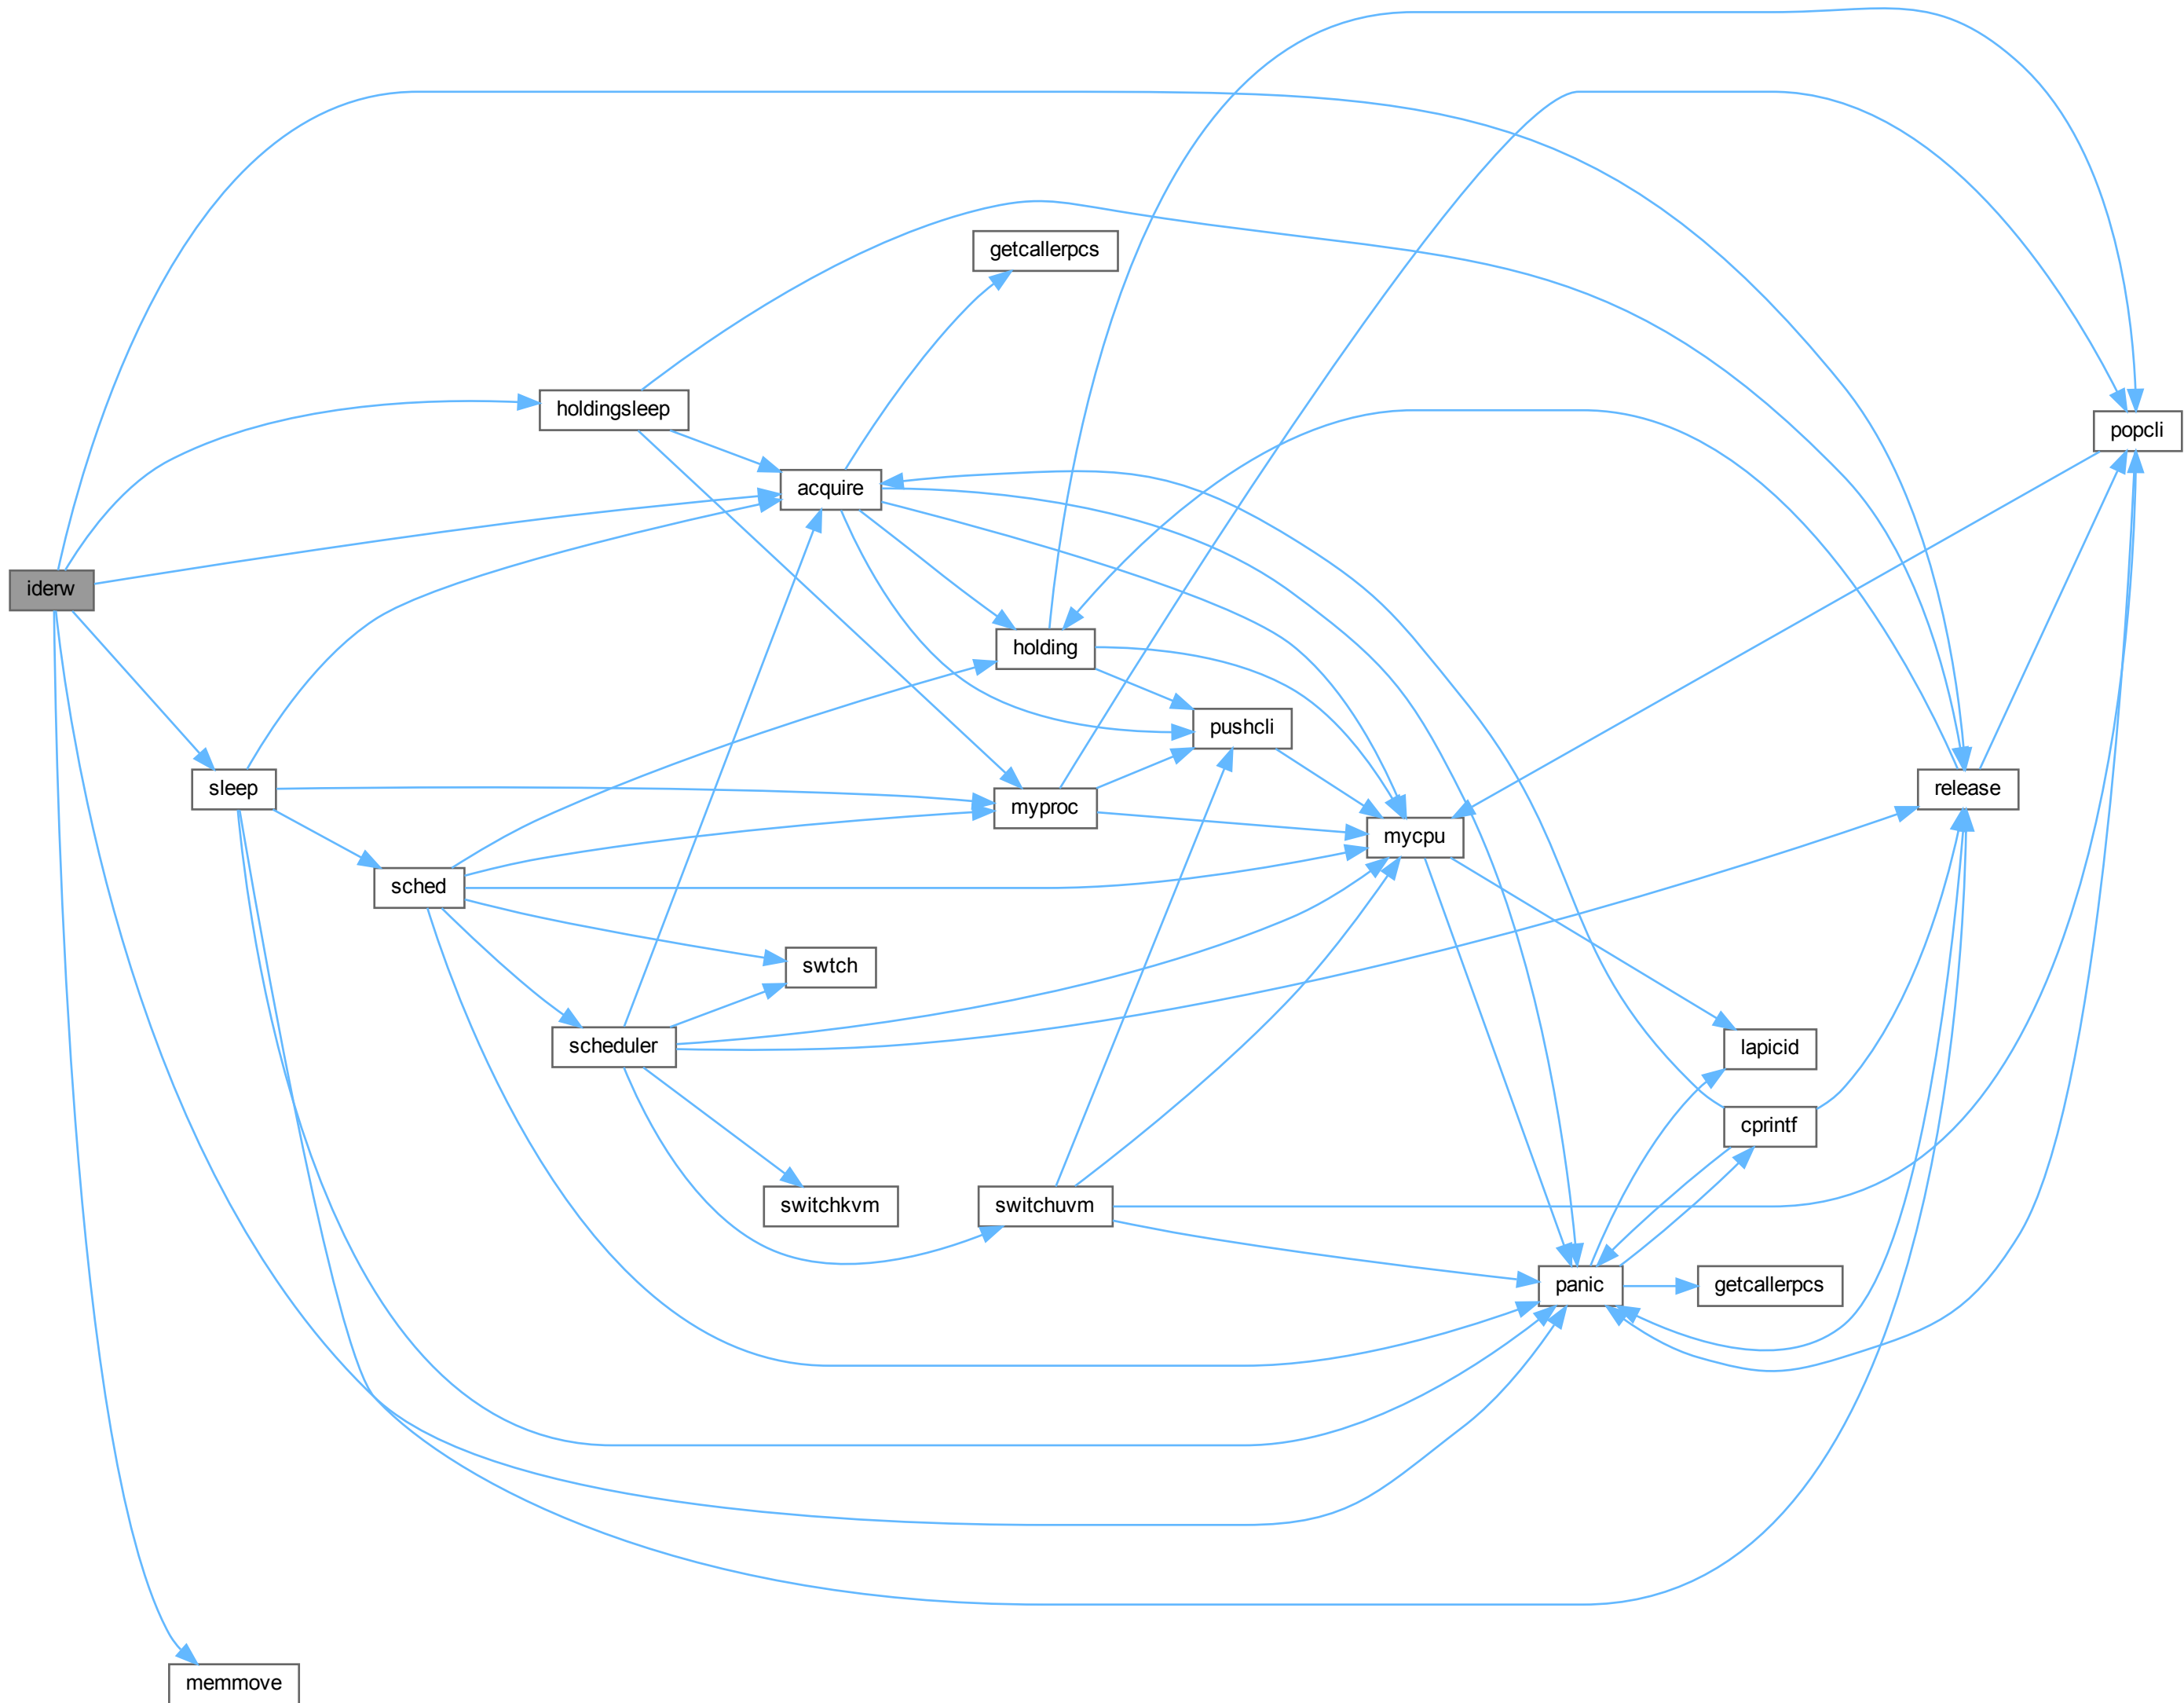 getcallerpcs
holdingsleep
popcli
acquire
iderw
holding
pushcli
sleep
release
myproc
mycpu
sched
swtch
scheduler
lapicid
cprintf
switchkvm
switchuvm
panic
getcallerpcs
memmove